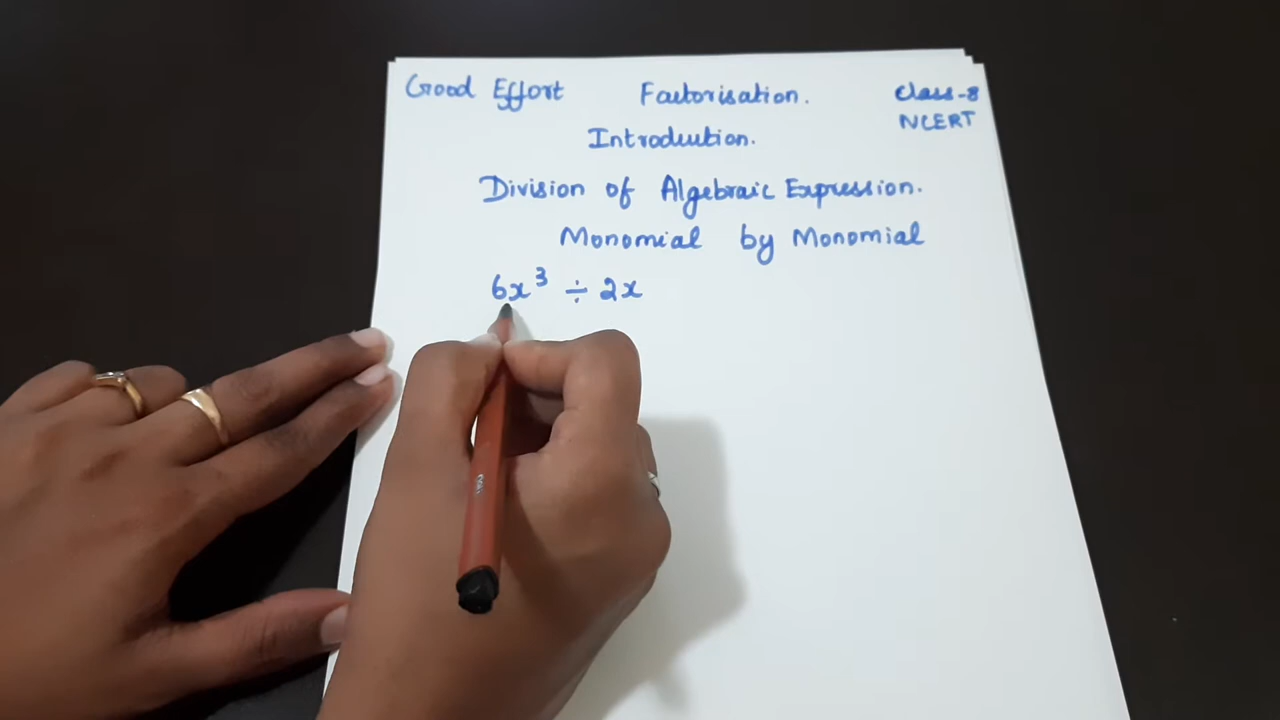 Good Effort Factorisation. Class-8
NCERT
Introduction.
Division of Algebraic Expression.
Monomial by Monomial
6x³ ÷ 2x